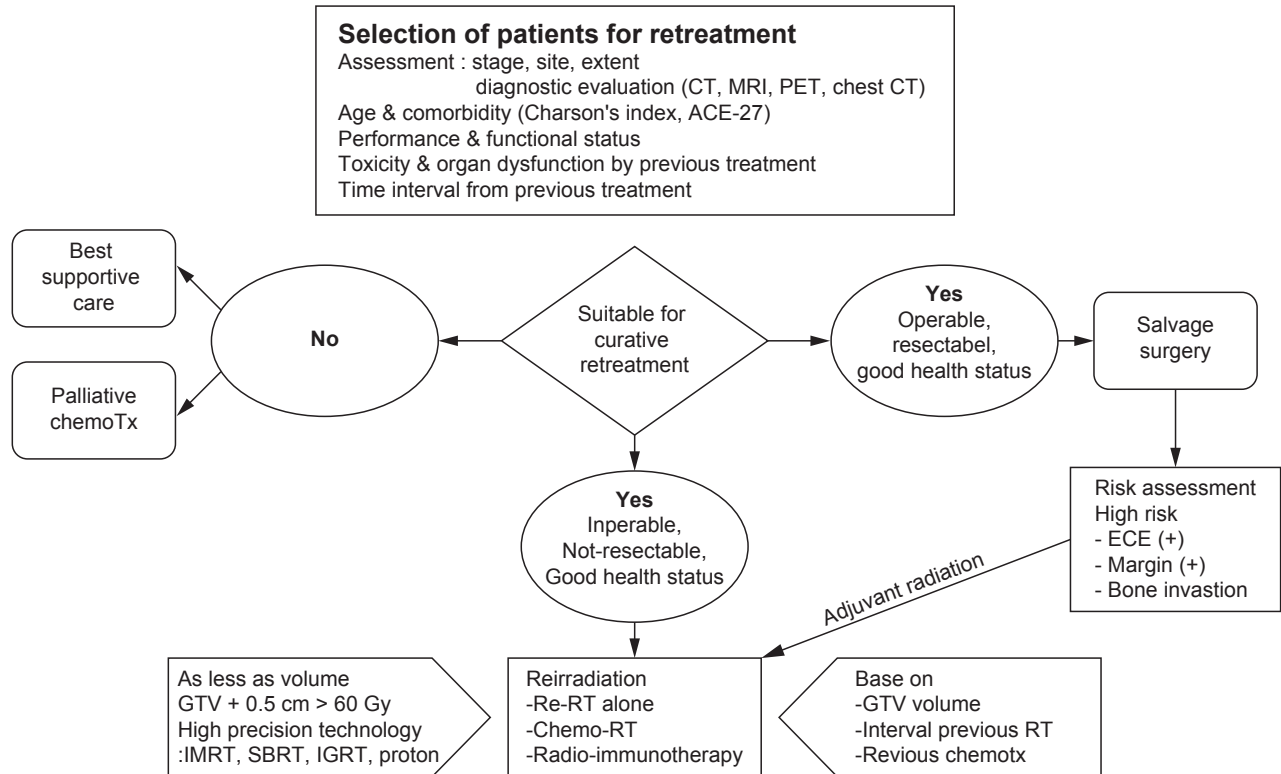 Selection of patients for retreatment
Assessment : stage, site, extent
diagnostic evaluation (CT, MRI, PET, chest CT)
Age & comorbidity (Charson's index, ACE-27)
Performance & functional status
Toxicity & organ dysfunction by previous treatment
Time interval from previous treatment
Best
supportive
care
Palliative
chemoTx
No
Suitable for
curative
retreatment
Yes
Operable,
resectabel,
good health status
Salvage
surgery
Yes
Inperable,
Not-resectable,
Good health status
Risk assessment
High risk
- ECE (+)
- Margin (+)
- Bone invastion
Adjuvant radiation
As less as volume
GTV + 0.5 cm > 60 Gy
High precision technology
:IMRT, SBRT, IGRT, proton
Reirradiation
-Re-RT alone
-Chemo-RT
-Radio-immunotherapy
Base on
-GTV volume
-Interval previous RT
-Revious chemotx